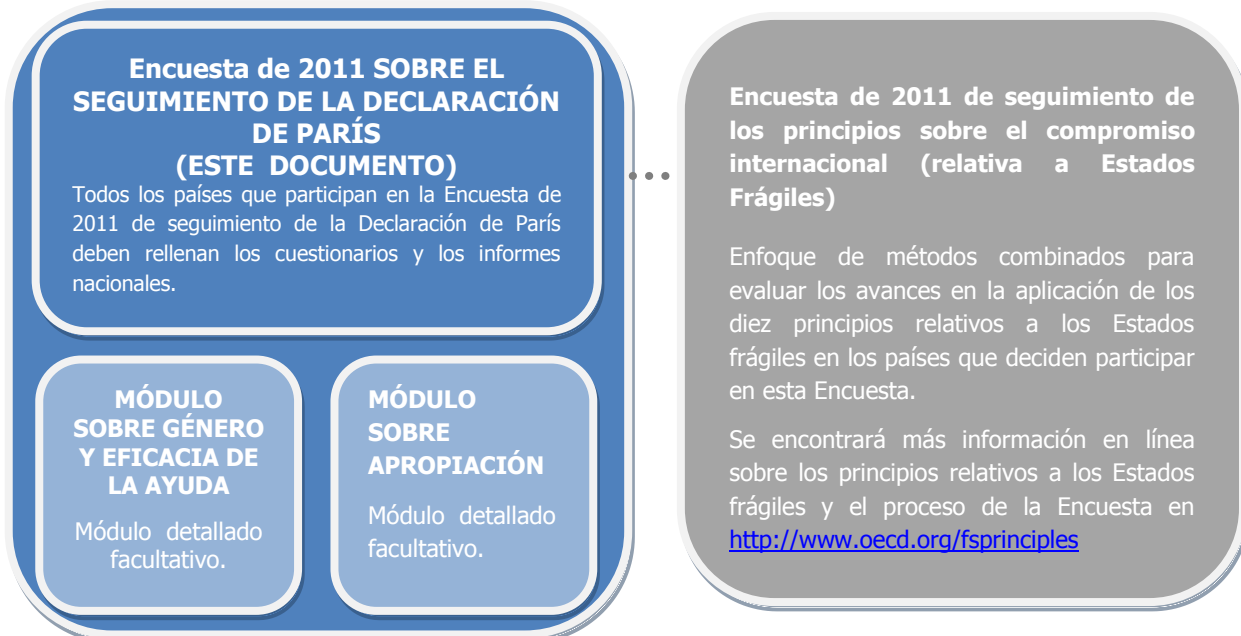 Encuesta de 2011 SOBRE EL
SEGUIMIENTO DE LA DECLARACIÓN
DE PARÍS
(ESTE DOCUMENTO)
Todos los países que participan en la Encuesta de
2011 de seguimiento de la Declaración de París
deben rellenan los cuestionarios y los informes
nacionales.
MÓDULO
SOBRE GÉNERO
Y EFICACIA DE
LA AYUDA
Módulo detallado
facultativo.
MÓDULO
SOBRE
APROPIACIÓN
Módulo detallado
facultativo.
Encuesta de 2011 de seguimiento de
los principios sobre el compromiso
internacional (relativa a Estados
Frágiles)
Enfoque de métodos combinados para
evaluar los avances en la aplicación de los
diez principios relativos a los Estados
frágiles en los países que deciden participar
en esta Encuesta.
Se encontrará más información en línea
sobre los principios relativos a los Estados
frágiles y el proceso de la Encuesta en
http://www.oecd.org/fsprinciples